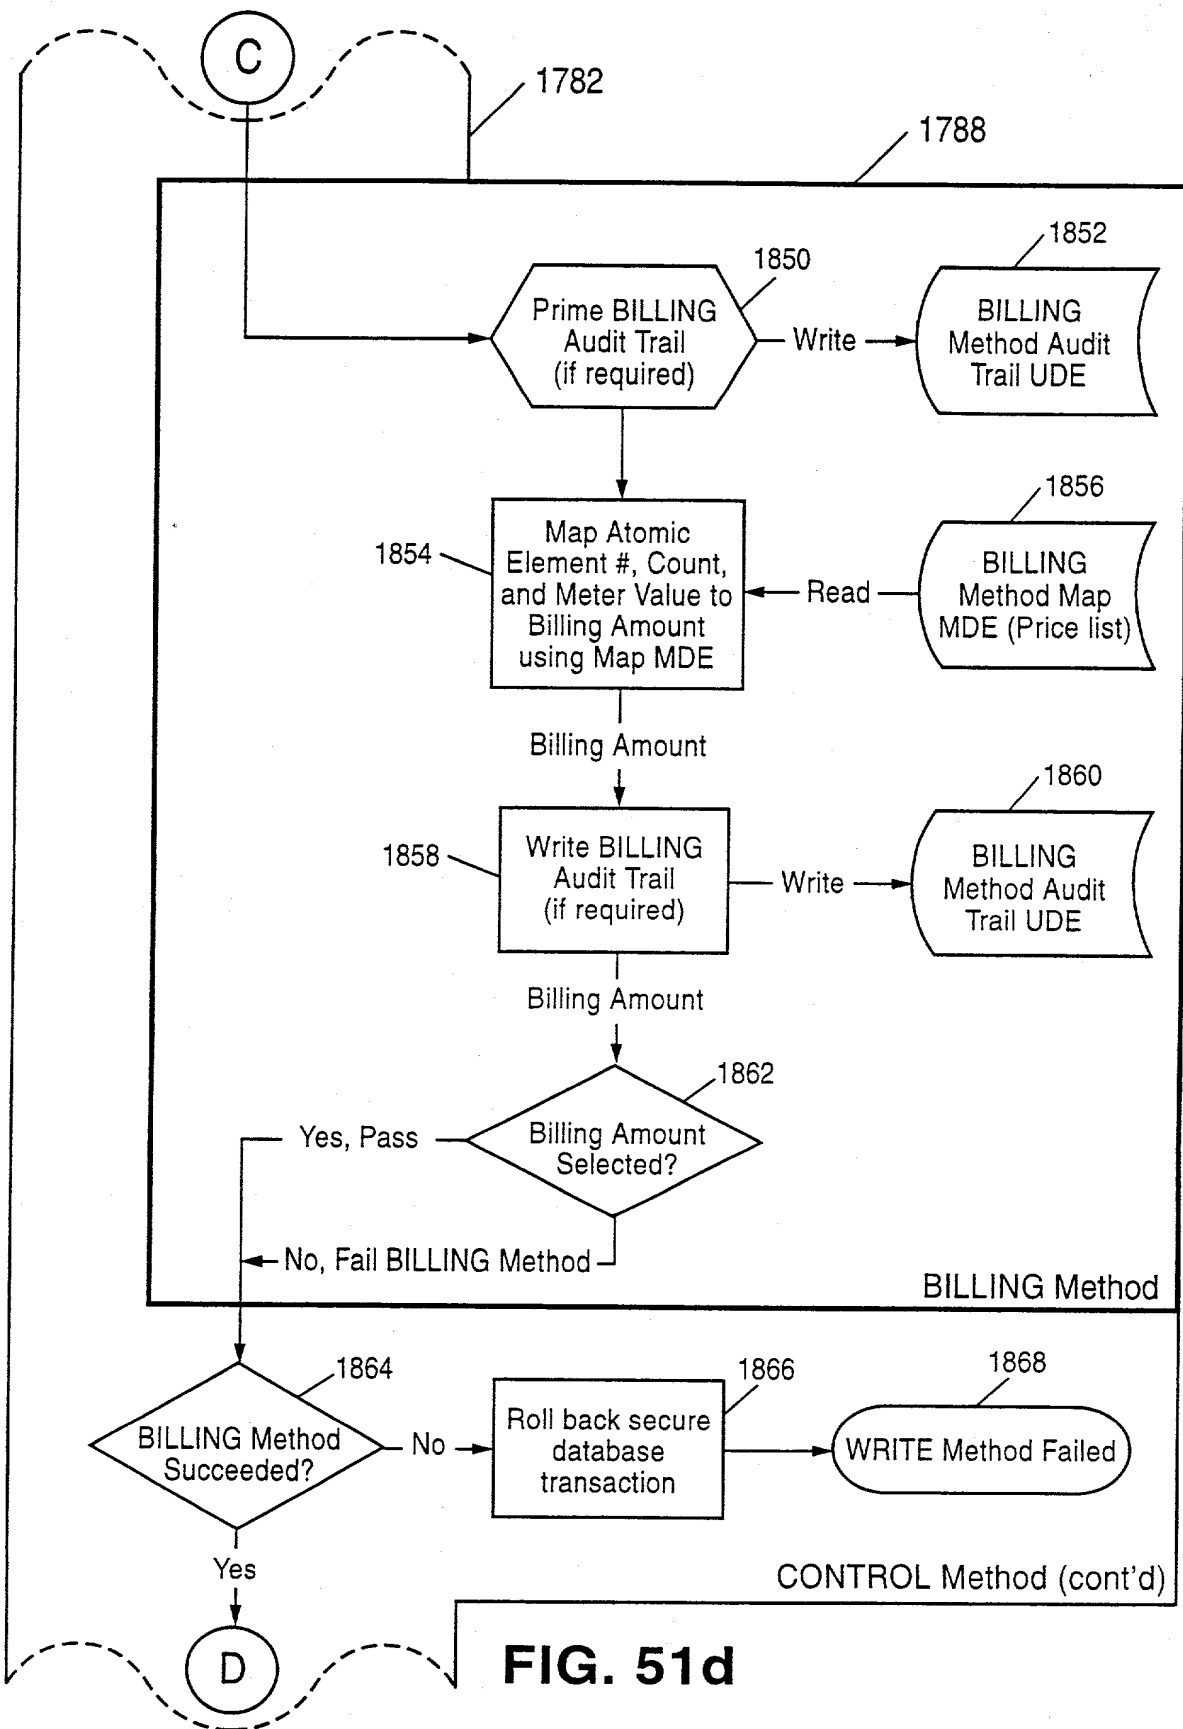 C
1782
1788
1850
1852
Prime BILLING
Audit Trail
(if required)
Write
BILLING
Method Audit
Trail UDE
1854
1856
Map Atomic
Element #, Count,
and Meter Value to
Billing Amount
using Map MDE
Read
BILLING
Method Map
MDE (Price list)
Billing Amount
1858
1860
Write BILLING
Audit Trail
(if required)
Write
BILLING
Method Audit
Trail UDE
Billing Amount
1862
Yes, Pass
Billing Amount
Selected?
No, Fail BILLING Method
BILLING Method
1864
1866
1868
BILLING Method
Succeeded?
No
Roll back secure
database
transaction
WRITE Method Failed
Yes
CONTROL Method (cont'd)
D
FIG. 51d